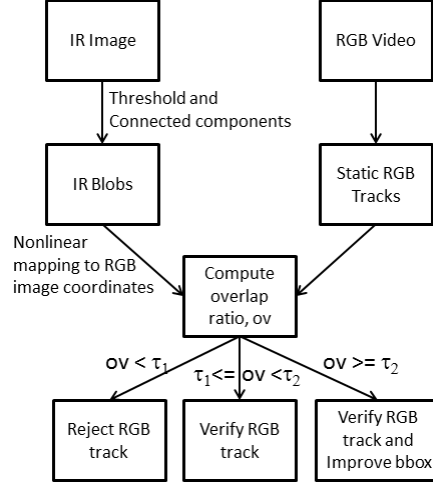 IR Image
RGB Video
Threshold and
Connected components
IR Blobs
Static RGB
Tracks
Nonlinear
mapping to RGB
image coordinates
Compute
overlap
ratio, ov
ov < τ1
τ1<= ov <τ2
ov >= τ2
Reject RGB
track
Verify RGB
track
Verify RGB
track and
Improve bbox